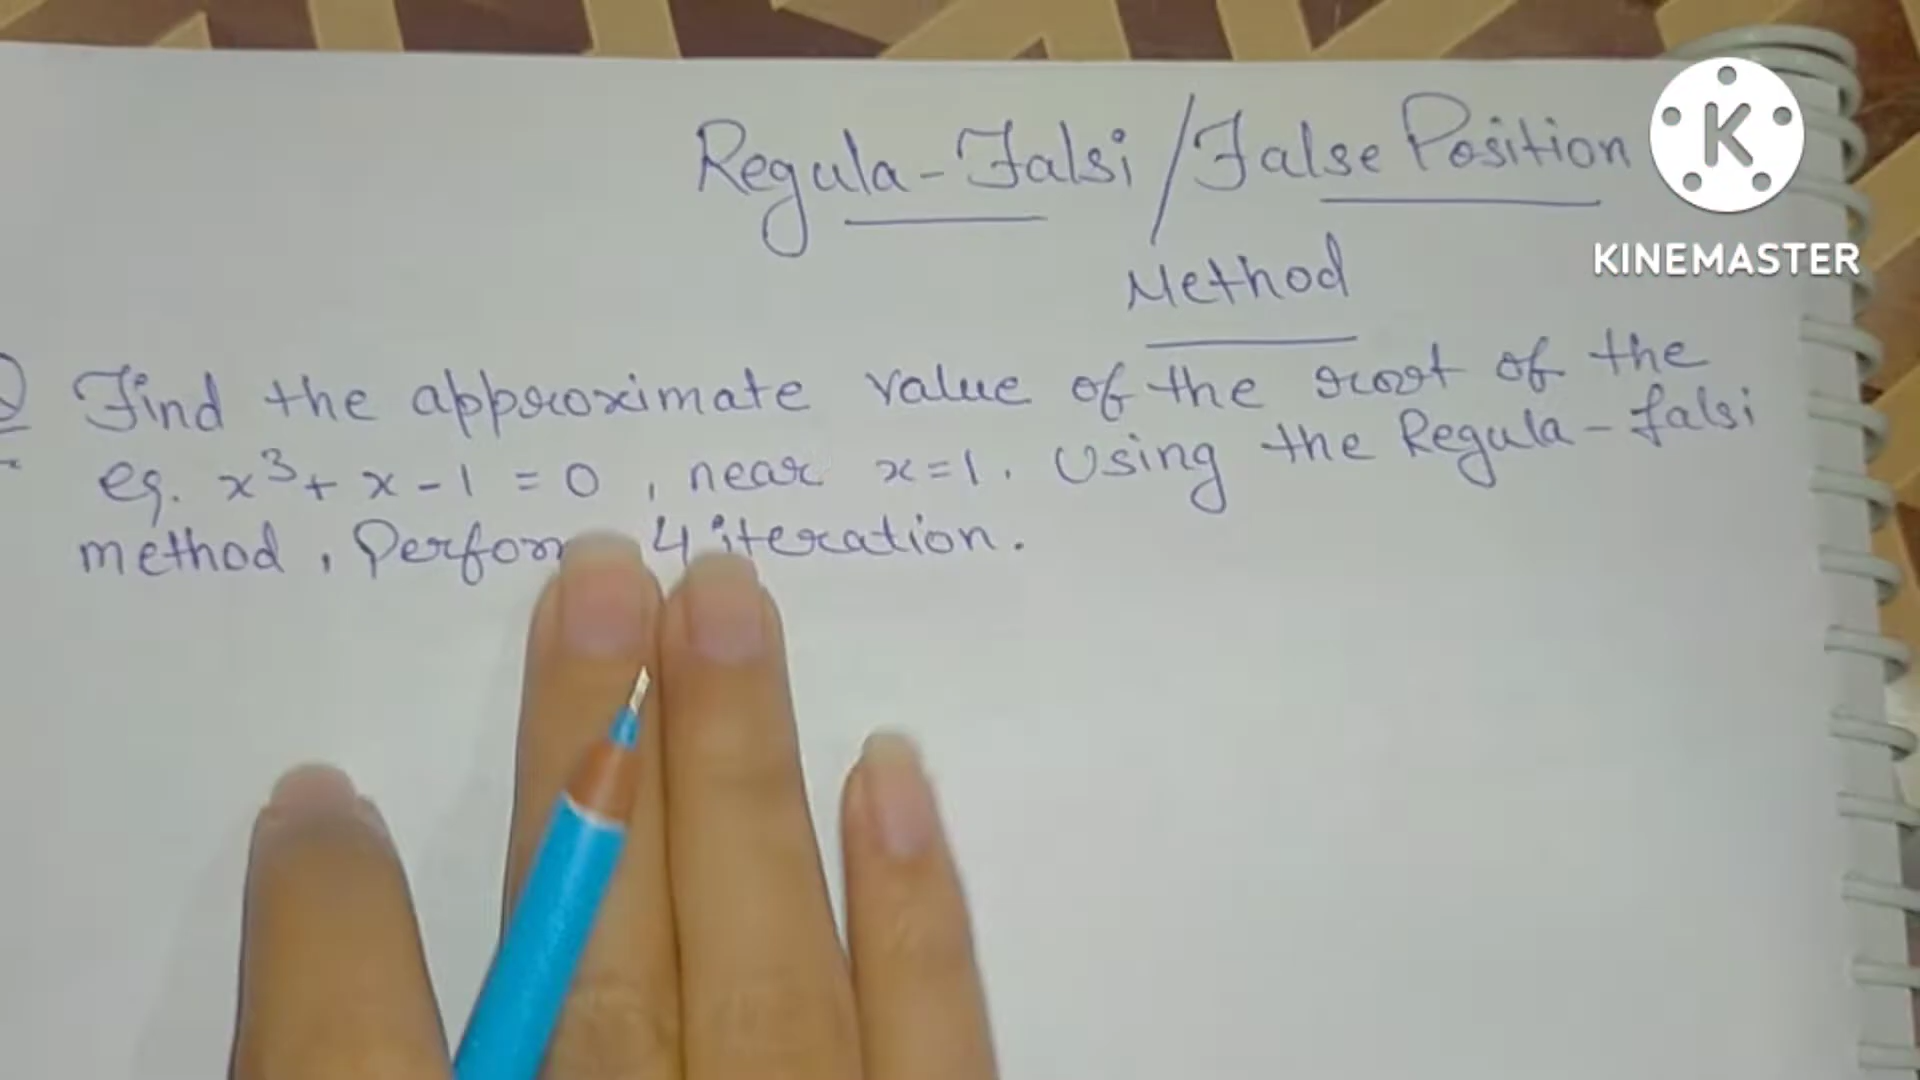 Regula-Falsi/False Position
Method
Q Find the approximate value of the root of the
eq. x³+x-1=0, near x=1. Using the Regula-falsi
method, Perform 4 iteration.
K
KINEMASTER